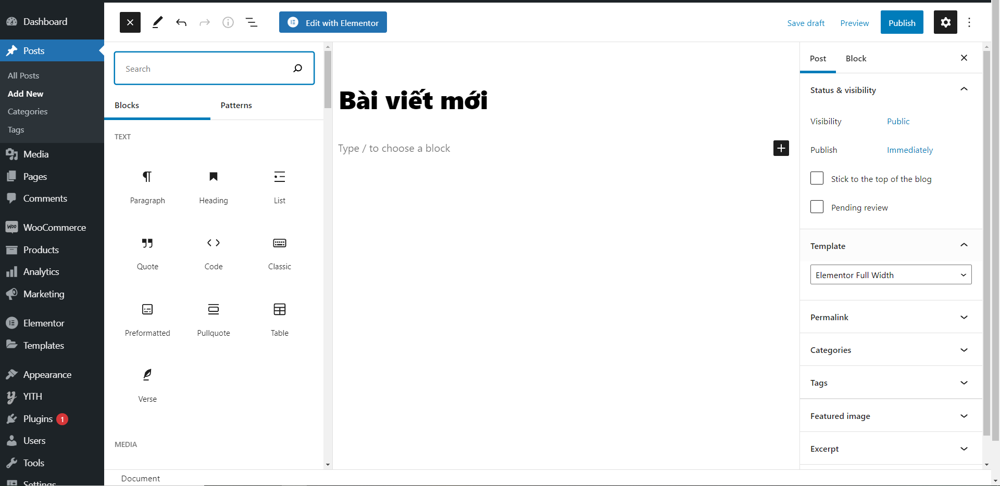 Dashboard
Posts
All Posts
Add New
Categories
Tags
Media
Pages
Comments
Woo WooCommerce
Products
Analytics
Marketing
Elementor
Templates
Appearance
YITH
Plugins 1
Users
Tools
Settings
Edit with Elementor
Save draft
Preview
Publish
Search
Blocks
Patterns
TEXT
Paragraph
Heading
List
Quote
Code
Classic
Preformatted
Pullquote
Table
Verse
MEDIA
Document
Bài viết mới
Type / to choose a block
Post
Block
Status & visibility
Visibility
Public
Publish
Immediately
Stick to the top of the blog
Pending review
Template
Elementor Full Width
Permalink
Categories
Tags
Featured image
Excerpt